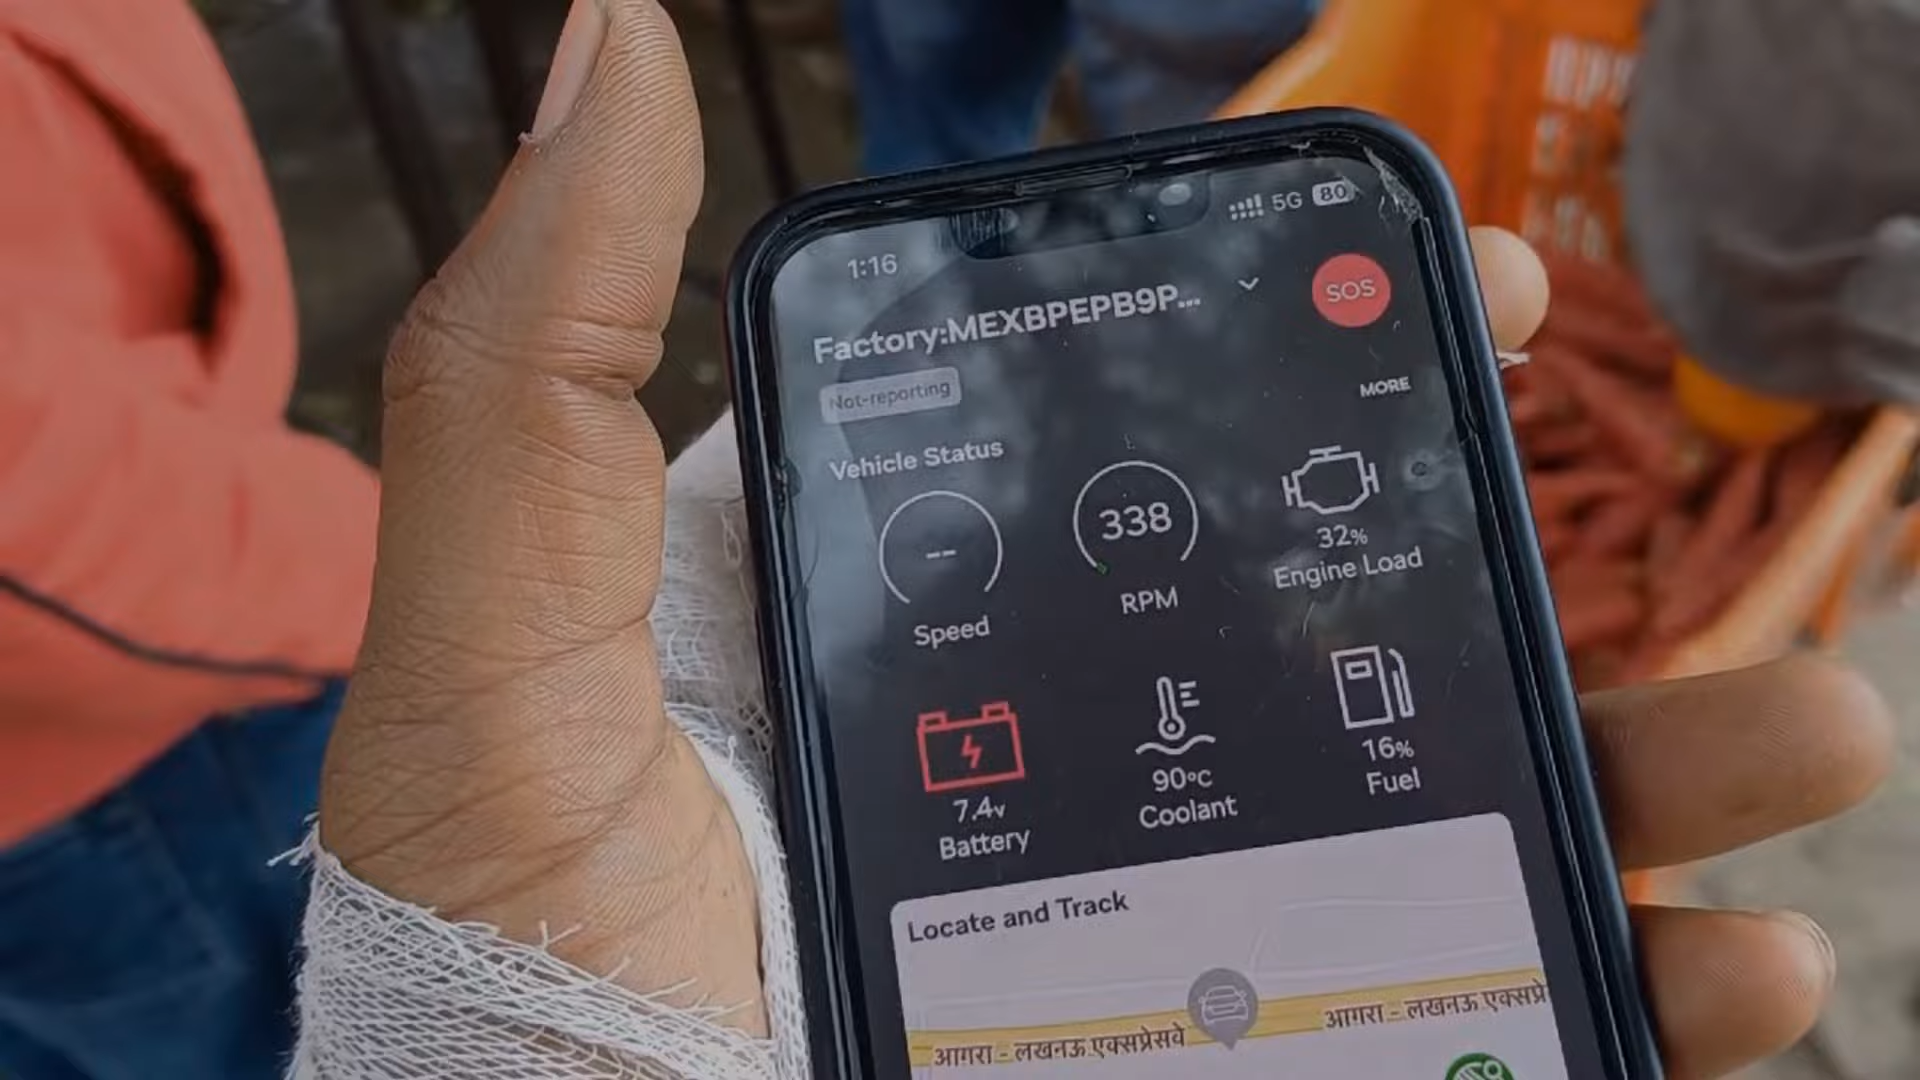 1:16
5G 80
Factory:MEXBPEPB9P...
SOS
Not-reporting
MORE
Vehicle Status
--
Speed
338
RPM
32%
Engine Load
7.4v
Battery
90°C
Coolant
16%
Fuel
Locate and Track
आगरा - लखनऊ एक्सप्रेसवे
आगरा - लखनऊ एक्सप्रे